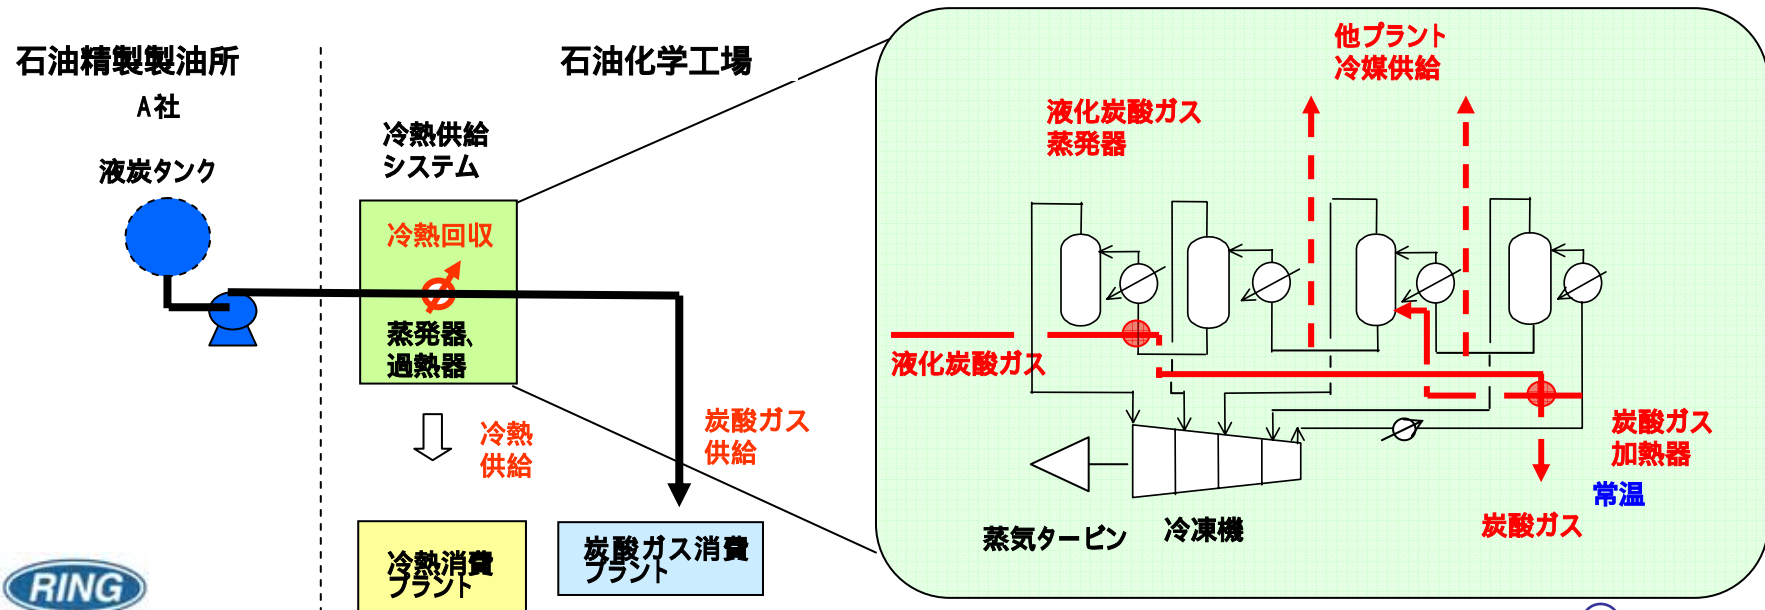 石油精製製油所
A社
液炭タンク
石油化学工場
冷熱供給
システム
冷熱回収
蒸発器、
過熱器
冷熱
供給
炭酸ガス
供給
冷熱消費
プラント
炭酸ガス消費
プラント
RING
他プラント
冷媒供給
液化炭酸ガス
蒸発器
液化炭酸ガス
炭酸ガス
加熱器
常温
炭酸ガス
蒸気タービン
冷凍機